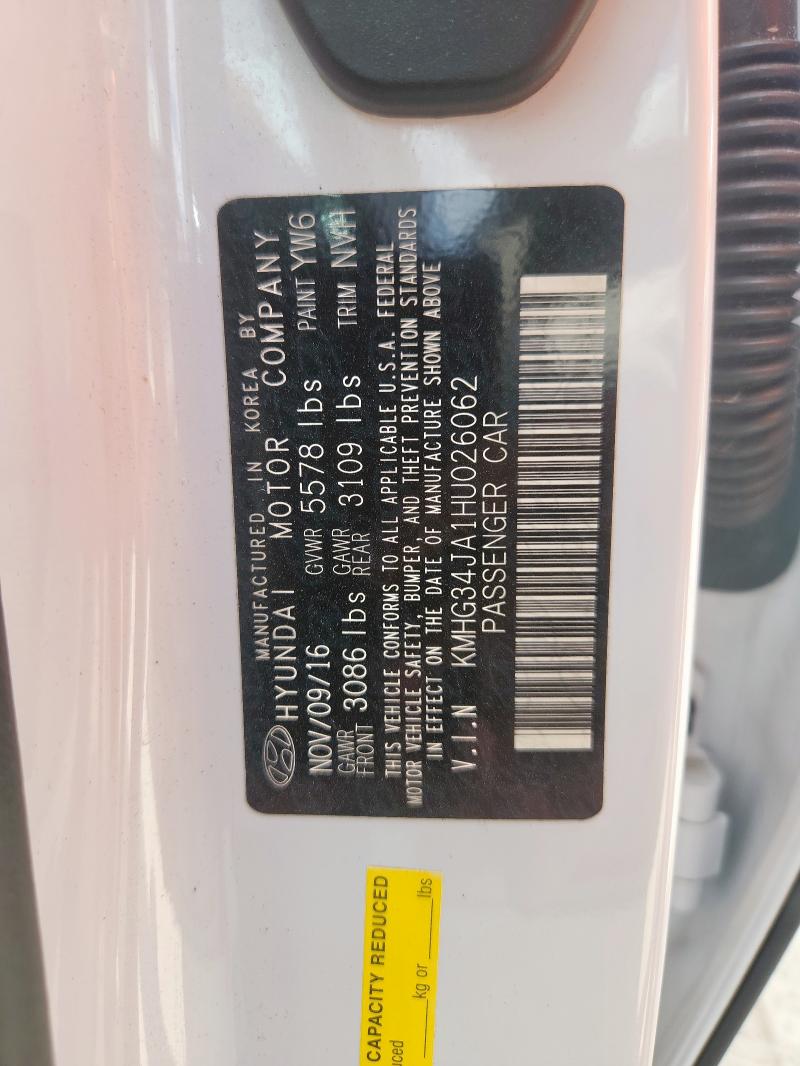 MANUFACTURED IN KOREA BY
HYUNDAI MOTOR COMPANY
NOV/09/16 GVWR 5578 lbs PAINT YW6
GAWR FRONT 3086 lbs GAWR REAR 3109 lbs TRIM NVH
THIS VEHICLE CONFORMS TO ALL APPLICABLE U.S.A. FEDERAL
MOTOR VEHICLE SAFETY, BUMPER, AND THEFT PREVENTION STANDARDS
IN EFFECT ON THE DATE OF MANUFACTURE SHOWN ABOVE
V.I.N KMHG34JA1HU026062
PASSENGER CAR
CAPACITY REDUCED
uced
kg or lbs